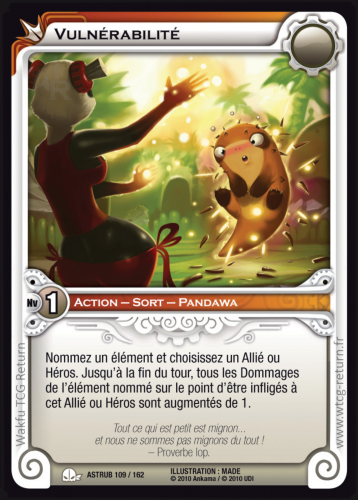 VULNÉRABILITÉ
Nv 1
ACTION – SORT – PANDAWA
Nommez un élément et choisissez un Allié ou
Héros. Jusqu'à la fin du tour, tous les Dommages
de l'élément nommé sur le point d'être infligés à
cet Allié ou Héros sont augmentés de 1.
Tout ce qui est petit est mignon...
et nous ne sommes pas mignons du tout !
– Proverbe Iop.
ASTRUB 109 / 162
ILLUSTRATION : MADE
© 2010 Ankama / © 2010 UDI
Wakfu TCG Return
www.wtcg-return.fr